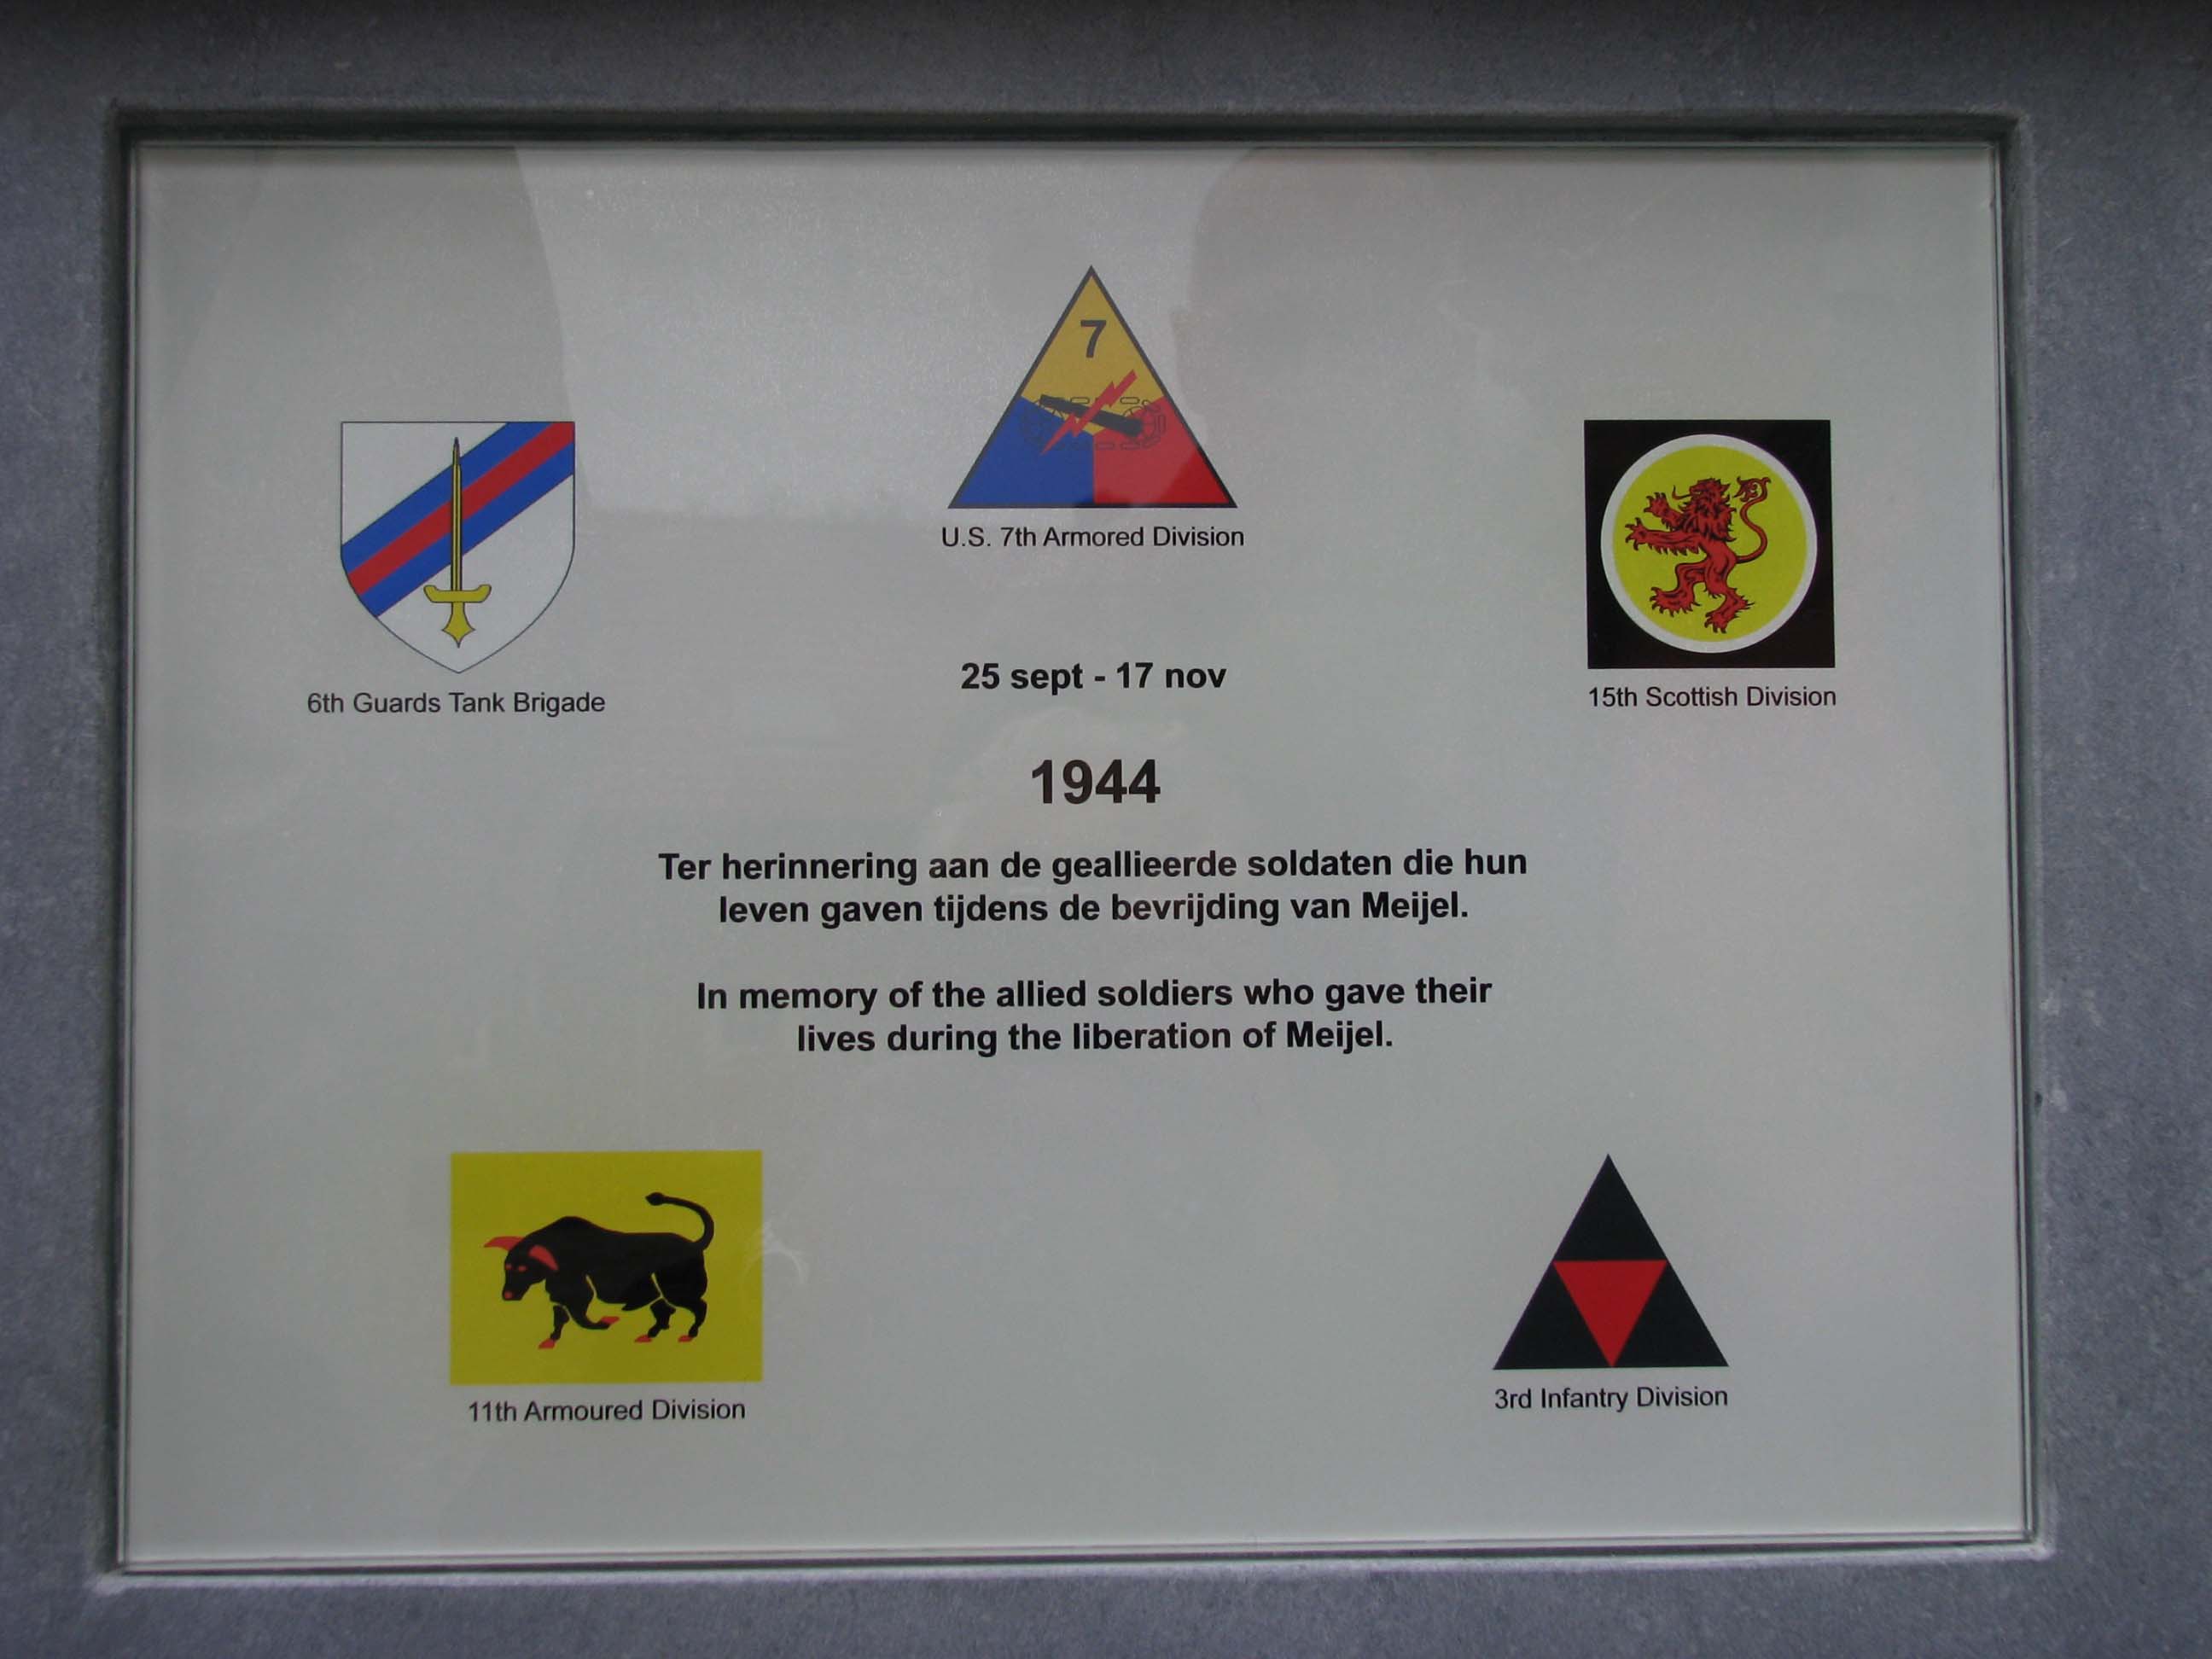 7
U.S. 7th Armored Division
6th Guards Tank Brigade
15th Scottish Division
25 sept - 17 nov
1944
Ter herinnering aan de geallieerde soldaten die hun
leven gaven tijdens de bevrijding van Meijel.
In memory of the allied soldiers who gave their
lives during the liberation of Meijel.
11th Armoured Division
3rd Infantry Division